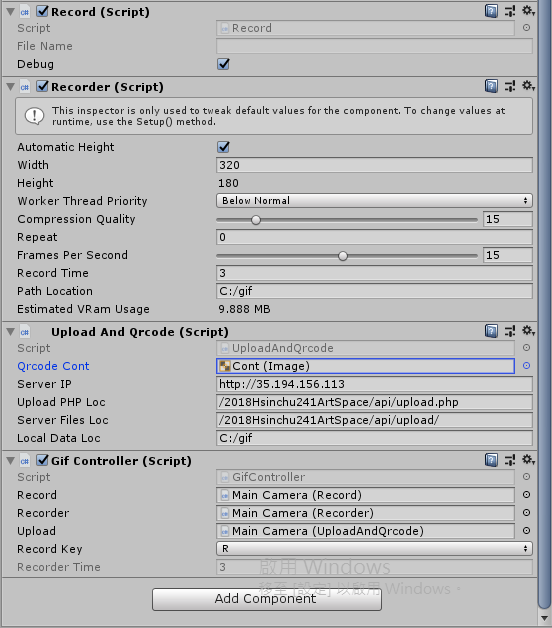 Record (Script)
Script Record
File Name
Debug
Recorder (Script)
This inspector is only used to tweak default values for the component. To change values at
runtime, use the Setup() method.
Automatic Height
Width 320
Height 180
Worker Thread Priority Below Normal
Compression Quality 15
Repeat 0
Frames Per Second 15
Record Time 3
Path Location C:/gif
Estimated VRam Usage 9.888 MB
Upload And Qrcode (Script)
Script UploadAndQrcode
Qrcode Cont Cont (Image)
Server IP http://35.194.156.113
Upload PHP Loc /2018Hsinchu241ArtSpace/api/upload.php
Server Files Loc /2018Hsinchu241ArtSpace/api/upload/
Local Data Loc C:/gif
Gif Controller (Script)
Script GifController
Record Main Camera (Record)
Recorder Main Camera (Recorder)
Upload Main Camera (UploadAndQrcode)
Record Key R
Recorder Time 3
啟用 Windows
移至 [設定] 以啟用 Windows。
Add Component